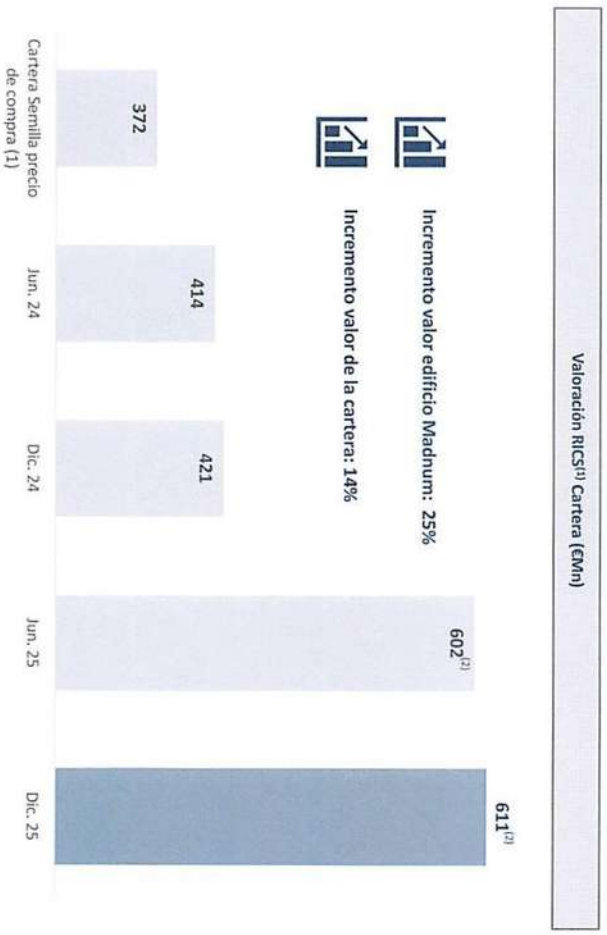 Valoración RICS⁽¹⁾ Cartera (€Mn)
Incremento valor edificio Madnum: 25%
Incremento valor de la cartera: 14%
372
414
421
602⁽²⁾
611⁽²⁾
Cartera Semilla precio
de compra (1)
Jun. 24
Dic. 24
Jun. 25
Dic. 25